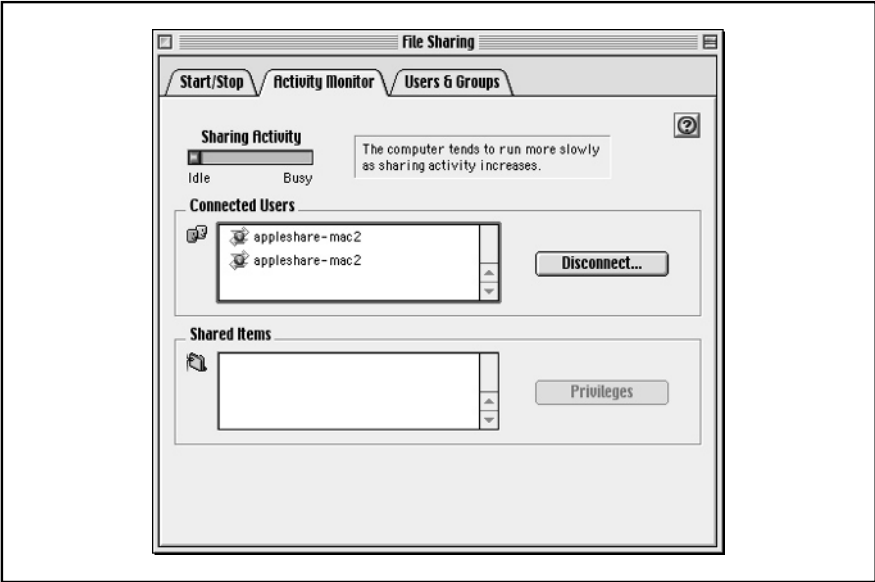 File Sharing
Start/Stop Activity Monitor Users & Groups
Sharing Activity
Idle Busy
The computer tends to run more slowly
as sharing activity increases.
Connected Users
appleshare-mac2
appleshare-mac2
Disconnect...
Shared Items
Privileges